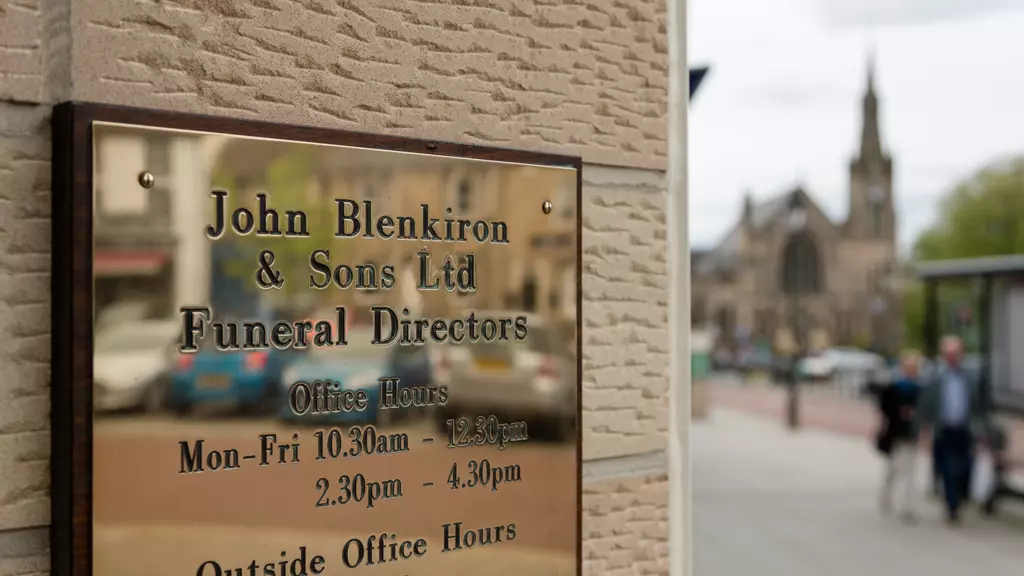 John Blenkiron
& Sons Ltd
Funeral Directors
Office Hours
Mon-Fri 10.30am - 12.30pm
2.30pm - 4.30pm
Outside Office Hours